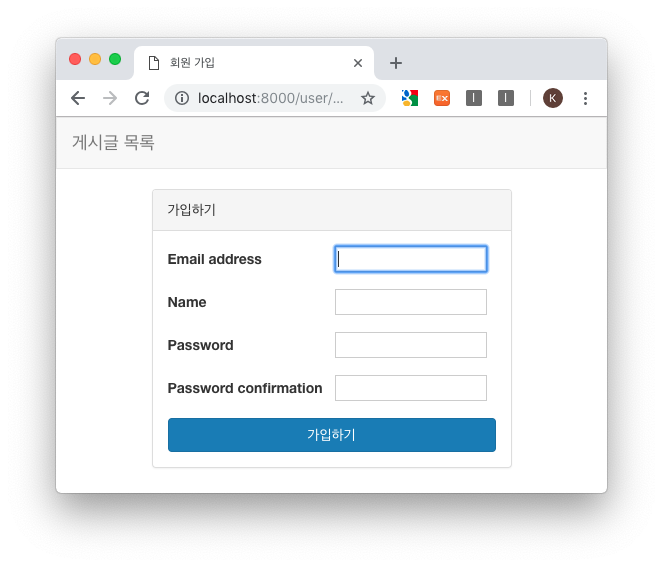 회원 가입
localhost:8000/user/...
EX
K
게시글 목록
가입하기
Email address
Name
Password
Password confirmation
가입하기